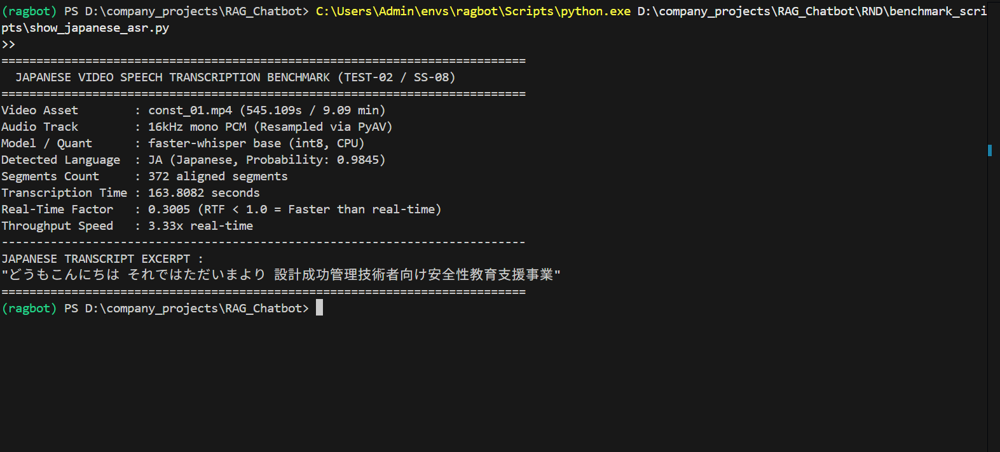 (ragbot) PS D:\company_projects\RAG_Chatbot> C:\Users\Admin\envs\ragbot\Scripts\python.exe D:\company_projects\RAG_Chatbot\RND\benchmark_scri
pts\show_japanese_asr.py
>>
===========================================================================
  JAPANESE VIDEO SPEECH TRANSCRIPTION BENCHMARK (TEST-02 / SS-08)
===========================================================================
Video Asset        : const_01.mp4 (545.109s / 9.09 min)
Audio Track        : 16kHz mono PCM (Resampled via PyAV)
Model / Quant      : faster-whisper base (int8, CPU)
Detected Language  : JA (Japanese, Probability: 0.9845)
Segments Count     : 372 aligned segments
Transcription Time : 163.8082 seconds
Real-Time Factor   : 0.3005 (RTF < 1.0 = Faster than real-time)
Throughput Speed   : 3.33x real-time
---------------------------------------------------------------------------
JAPANESE TRANSCRIPT EXCERPT :
"どうもこんにちは それではただいまより 設計成功管理技術者向け安全性教育支援事業"
===========================================================================
(ragbot) PS D:\company_projects\RAG_Chatbot>